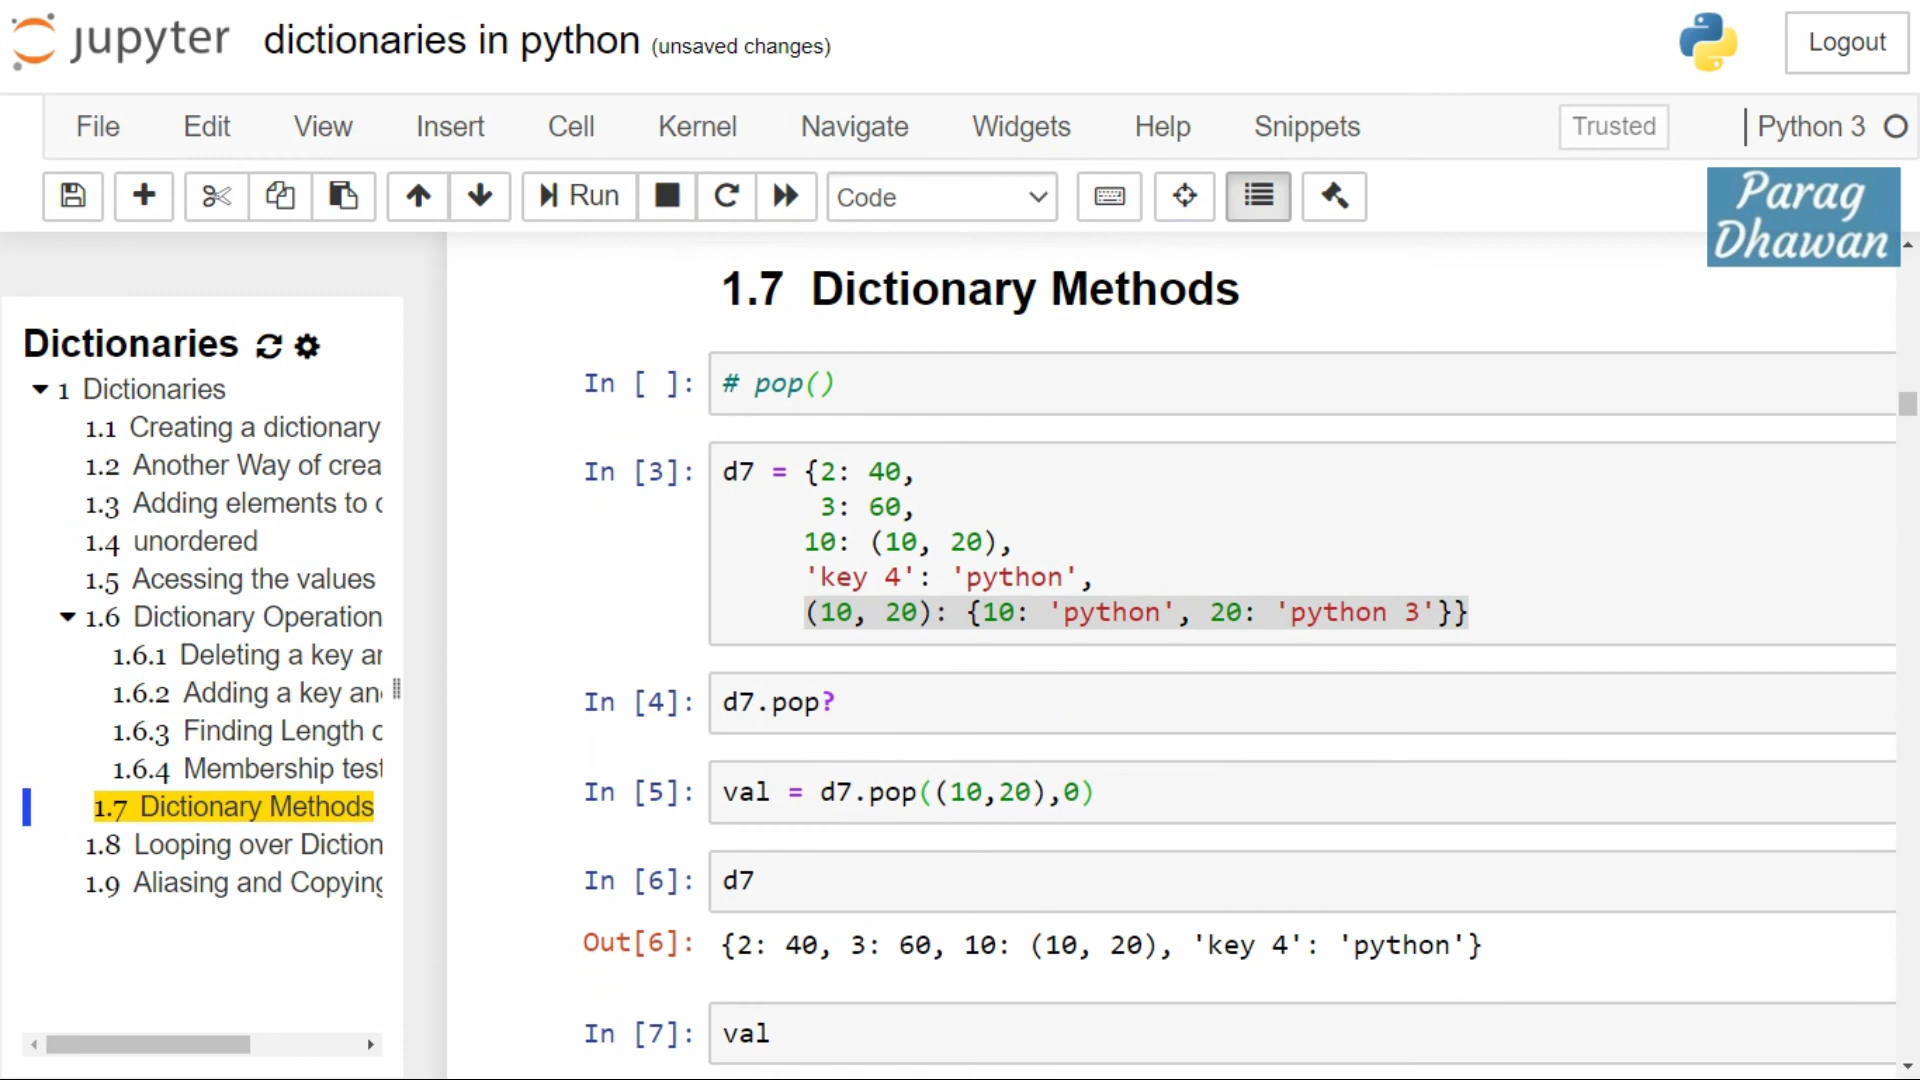 jupyter dictionaries in python (unsaved changes) Logout
File Edit View Insert Cell Kernel Navigate Widgets Help Snippets Trusted Python 3
Run Code
Parag
Dhawan
Dictionaries
1 Dictionaries
1.1 Creating a dictionary
1.2 Another Way of crea
1.3 Adding elements to
1.4 unordered
1.5 Acessing the values
1.6 Dictionary Operation
1.6.1 Deleting a key
1.6.2 Adding a key
1.6.3 Finding Length
1.6.4 Membership test
1.7 Dictionary Methods
1.8 Looping over Diction
1.9 Aliasing and Copying
1.7 Dictionary Methods
In [ ]: # pop()
In [3]: d7 = {2: 40,
3: 60,
10: (10, 20),
'key 4': 'python',
(10, 20): {10: 'python', 20: 'python 3'}}
In [4]: d7.pop?
In [5]: val = d7.pop((10,20),0)
In [6]: d7
Out[6]: {2: 40, 3: 60, 10: (10, 20), 'key 4': 'python'}
In [7]: val